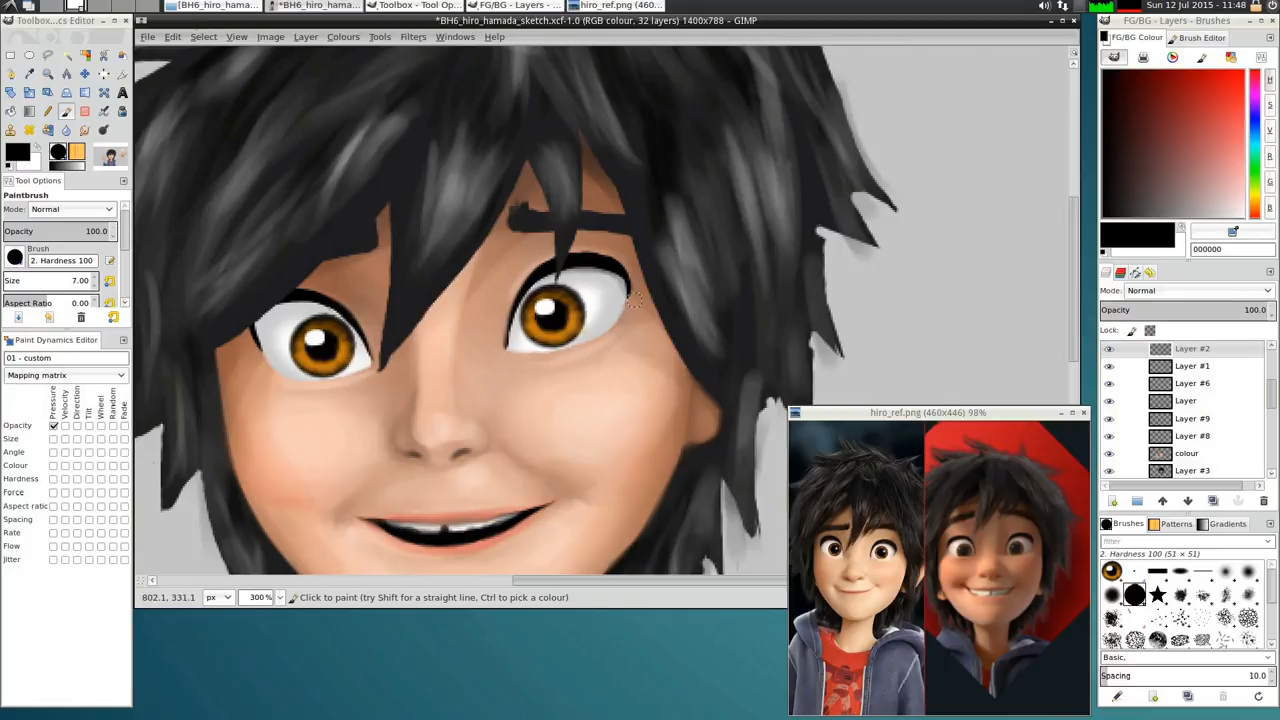 [BH6_hiro_hamada...
*BH6_hiro_hama...
Toolbox - Tool Op...
FG/BG - Layers - ...
hiro_ref.png (460...
Sun 12 Jul 2015, 11:48
Toolbox...cs Editor
*BH6_hiro_hamada_sketch.xcf-1.0 (RGB colour, 32 layers) 1400x788 – GIMP
FG/BG - Layers - Brushes
File Edit Select View Image Layer Colours Tools Filters Windows Help
FG/BG Colour
Brush Editor
H
S
V
R
G
B
000000
Tool Options
Paintbrush
Mode: Normal
Opacity 100.0
Brush
2. Hardness 100
Size 7.00
Aspect Ratio 0.00
Paint Dynamics Editor
01 - custom
Mapping matrix
Pressure
Velocity
Direction
Tilt
Wheel
Random
Fade
Opacity
Size
Angle
Colour
Hardness
Force
Aspect ratio
Spacing
Rate
Flow
Jitter
802.1, 331.1 px 300% Click to paint (try Shift for a straight line, Ctrl to pick a colour)
hiro_ref.png (460x446) 98%
Mode: Normal
Opacity 100.0
Lock:
Layer #2
Layer #1
Layer #6
Layer
Layer #9
Layer #8
colour
Layer #3
Brushes
Patterns
Gradients
filter
2. Hardness 100 (51 × 51)
Basic,
Spacing 10.0